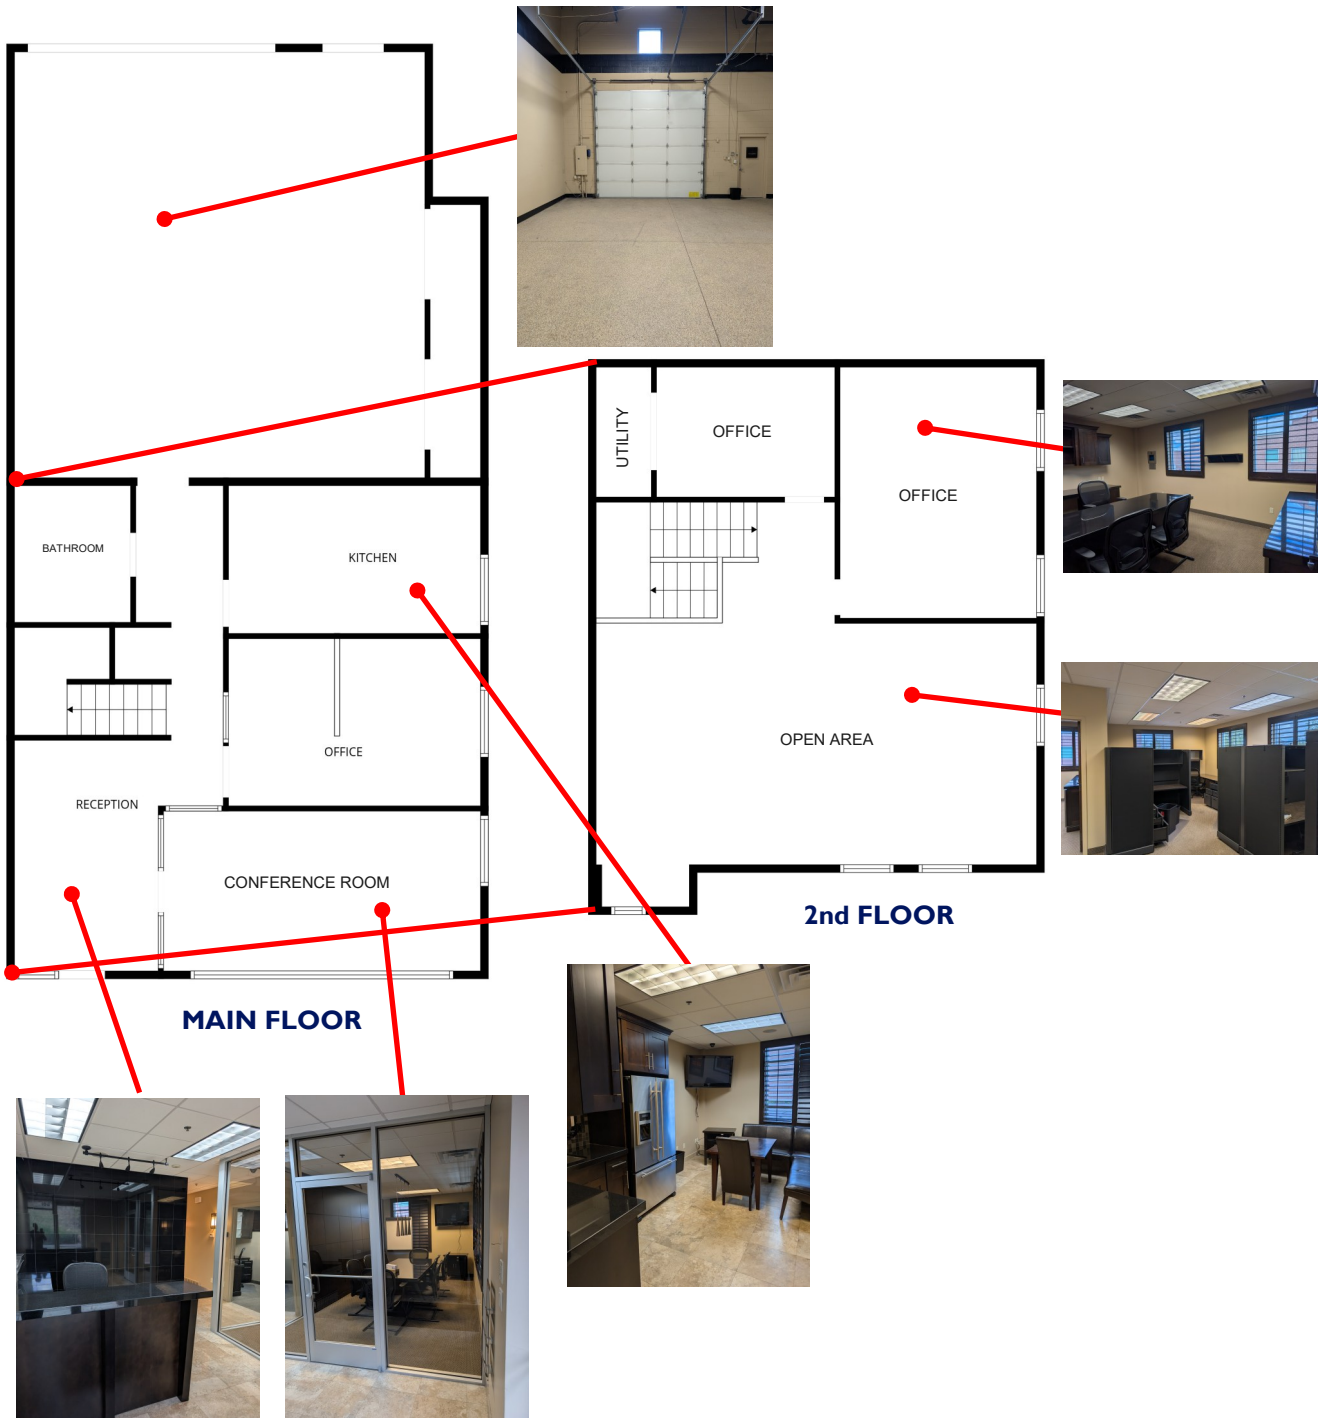 UTILITY
OFFICE
OFFICE
BATHROOM
KITCHEN
OFFICE
OPEN AREA
RECEPTION
CONFERENCE ROOM
2nd FLOOR
MAIN FLOOR